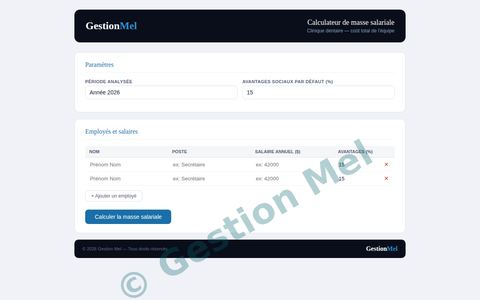 GestionMel
Calculateur de masse salariale
Clinique dentaire — coût total de l'équipe
Paramètres
PÉRIODE ANALYSÉE
AVANTAGES SOCIAUX PAR DÉFAUT (%)
Année 2026
15
Employés et salaires
NOM POSTE SALAIRE ANNUEL ($) AVANTAGES (%)
Prénom Nom ex: Secrétaire ex: 42000 15 ×
Prénom Nom ex: Secrétaire ex: 42000 15 ×
+ Ajouter un employé
Calculer la masse salariale
© Gestion Mel
© 2026 Gestion Mel — Tous droits réservés
GestionMel